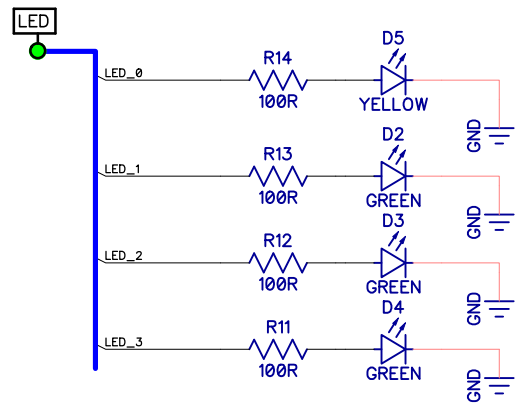 LED
D5
R14
LED_0
100R
YELLOW
GND
D2
R13
LED_1
100R
GREEN
GND
D3
R12
LED_2
100R
GREEN
GND
D4
R11
LED_3
100R
GREEN
GND